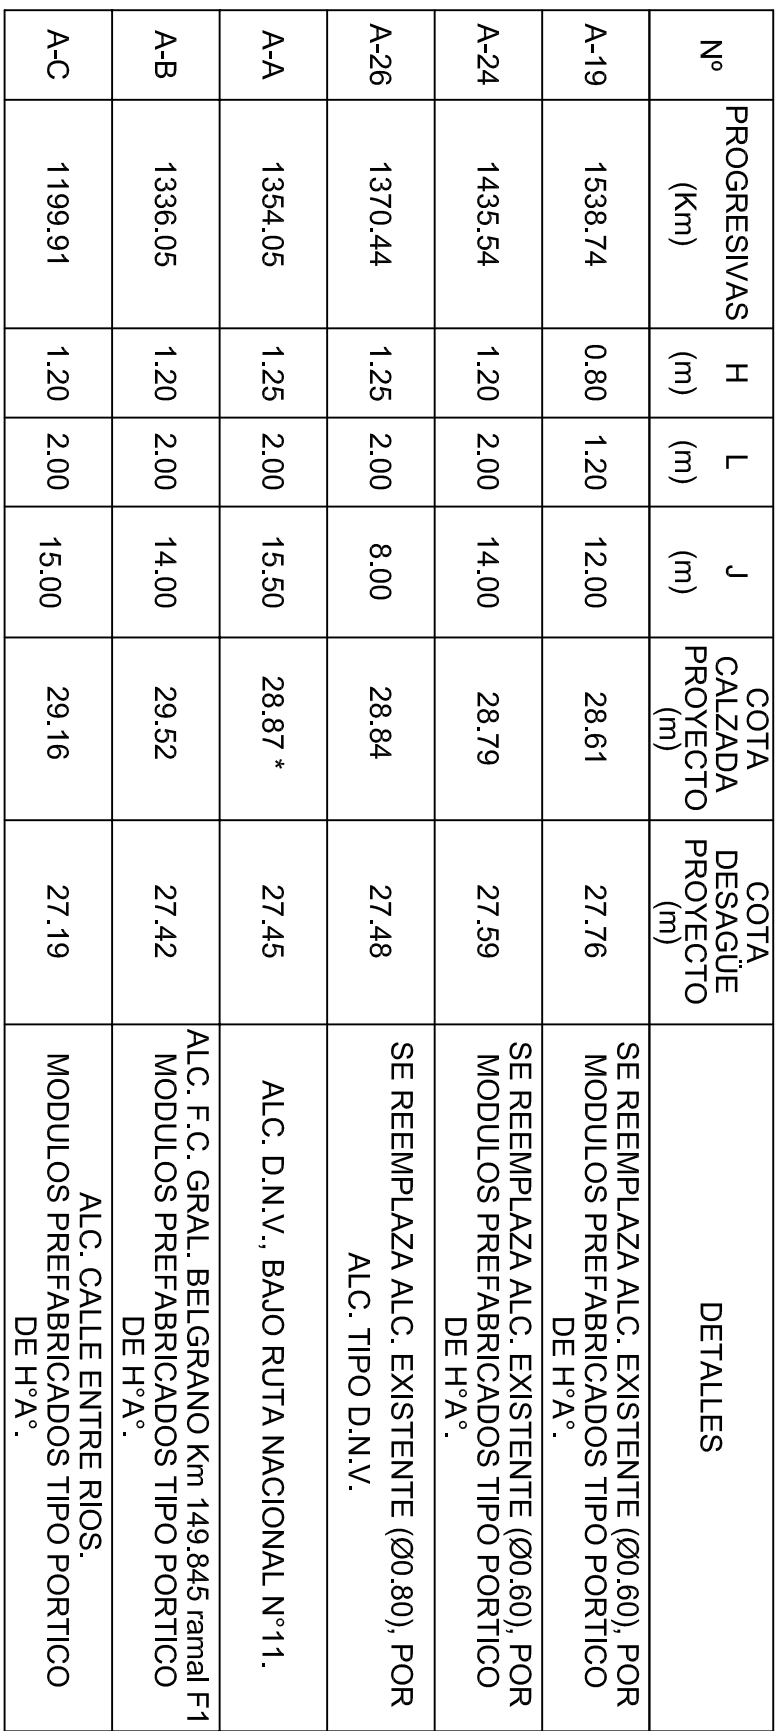 Nº
PROGRESIVAS
(Km)
H
(m)
L
(m)
J
(m)
COTA
CALZADA
PROYECTO
(m)
COTA
DESAGÜE
PROYECTO
(m)
DETALLES
A-19
1538.74
0.80
1.20
12.00
28.61
27.76
SE REEMPLAZA ALC. EXISTENTE (Ø0.60), POR
MODULOS PREFABRICADOS TIPO PORTICO
DE H°A°.
A-24
1435.54
1.20
2.00
14.00
28.79
27.59
SE REEMPLAZA ALC. EXISTENTE (Ø0.60), POR
MODULOS PREFABRICADOS TIPO PORTICO
DE H°A°.
A-26
1370.44
1.25
2.00
8.00
28.84
27.48
SE REEMPLAZA ALC. EXISTENTE (Ø0.80), POR
ALC. TIPO D.N.V.
A-A
1354.05
1.25
2.00
15.50
28.87 *
27.45
ALC. D.N.V., BAJO RUTA NACIONAL N°11.
A-B
1336.05
1.20
2.00
14.00
29.52
27.42
ALC. F.C. GRAL. BELGRANO Km 149.845 ramal F1
MODULOS PREFABRICADOS TIPO PORTICO
DE H°A°.
A-C
1199.91
1.20
2.00
15.00
29.16
27.19
ALC. CALLE ENTRE RIOS.
MODULOS PREFABRICADOS TIPO PORTICO
DE H°A°.